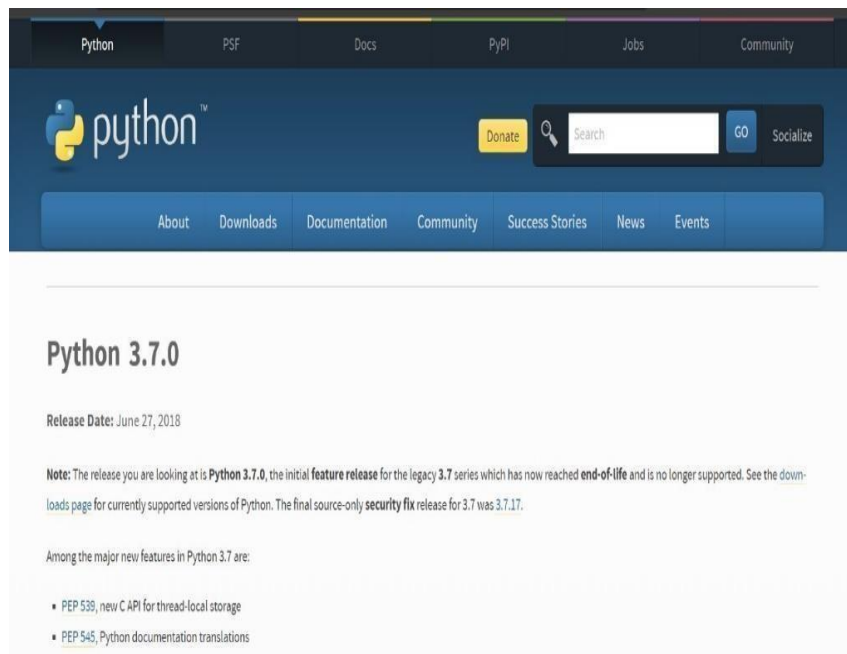 Python PSF Docs PyPI Jobs Community
python™
Donate Search GO Socialize
About Downloads Documentation Community Success Stories News Events
Python 3.7.0
Release Date: June 27, 2018
Note: The release you are looking at is Python 3.7.0, the initial feature release for the legacy 3.7 series which has now reached end-of-life and is no longer supported. See the down-
loads page for currently supported versions of Python. The final source-only security fix release for 3.7 was 3.7.17.
Among the major new features in Python 3.7 are:
▪ PEP 539, new C API for thread-local storage
▪ PEP 545, Python documentation translations